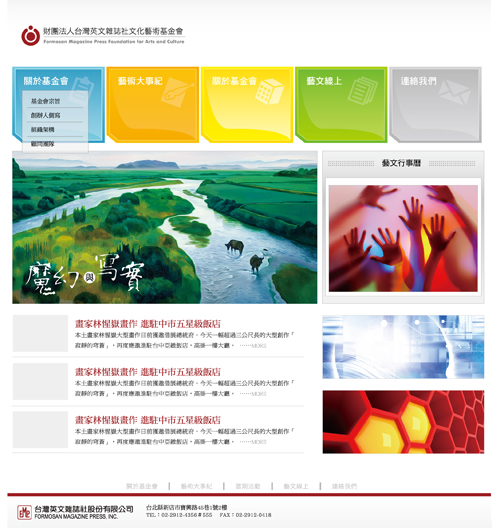 財團法人台灣英文雜誌社文化藝術基金會
Formosan Magazine Press Foundation for Arts and Culture
關於基金會
藝術大事紀
關於基金會
藝文線上
連絡我們
基金會宗旨
創辦人側寫
組織架構
顧問團隊
藝文行事曆
魔幻與寫實
畫家林惺嶽畫作 進駐中市五星級飯店
本土畫家林惺嶽大型畫作日前獲邀借展總統府，今天一幅超過三公尺長的大型創作「
寂靜的穹蒼」，再度應邀進駐台中亞緻飯店，高掛一樓大廳。 ……MORE
畫家林惺嶽畫作 進駐中市五星級飯店
本土畫家林惺嶽大型畫作日前獲邀借展總統府，今天一幅超過三公尺長的大型創作「
寂靜的穹蒼」，再度應邀進駐台中亞緻飯店，高掛一樓大廳。 ……MORE
畫家林惺嶽畫作 進駐中市五星級飯店
本土畫家林惺嶽大型畫作日前獲邀借展總統府，今天一幅超過三公尺長的大型創作「
寂靜的穹蒼」，再度應邀進駐台中亞緻飯店，高掛一樓大廳。 ……MORE
關於基金會 | 藝術大事紀 | 當期活動 | 藝文線上 | 連絡我們
台灣英文雜誌社股份有限公司
FORMOSAN MAGAZINE PRESS, INC.
台北縣新店市寶興路45巷1號2樓
TEL：02-2912-4356#555 FAX：02-2912-8418